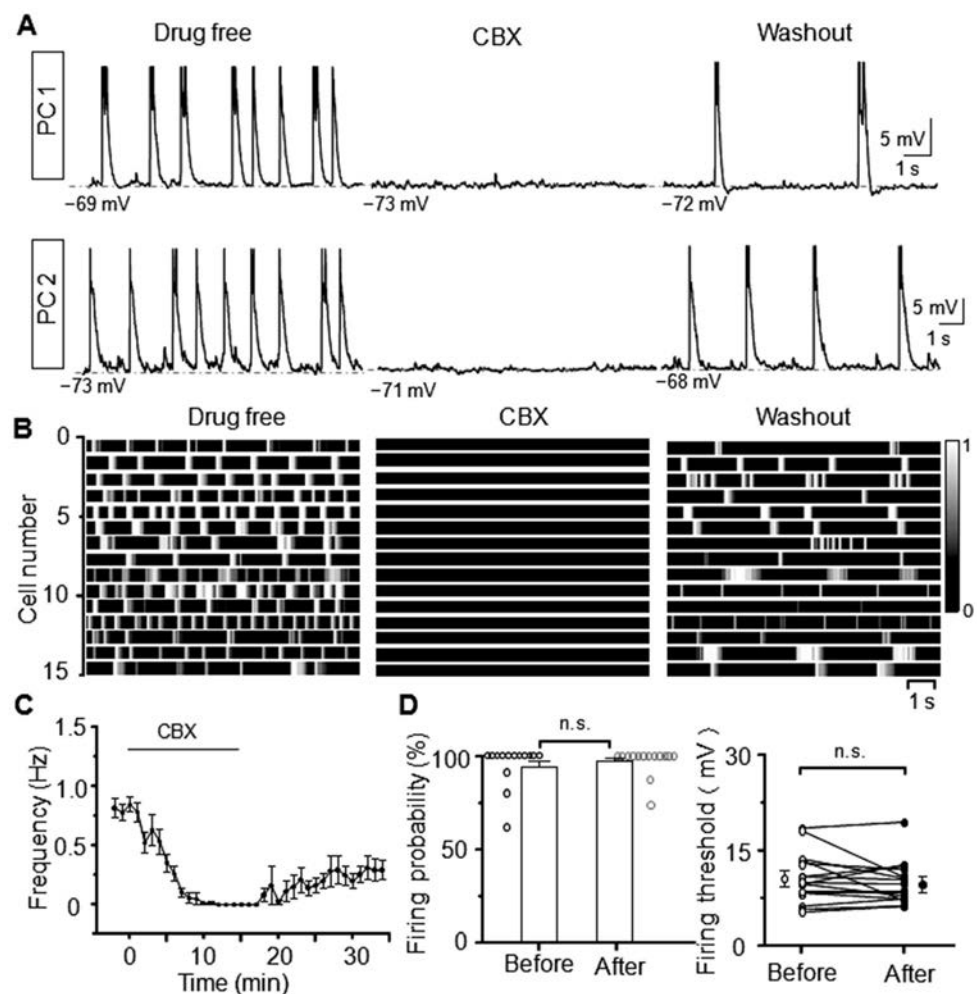 A
Drug free CBX Washout
PC 1
5 mV
1 s
−69 mV −73 mV −72 mV
PC 2
5 mV
1 s
−73 mV −71 mV −68 mV
B
Drug free CBX Washout
Cell number
0
5
10
15
1
0
1 s
C
CBX
Frequency (Hz)
1.5
1.0
0.5
0
0 10 20 30
Time (min)
D
n.s.
Firing probability (%)
100
50
0
Before After
n.s.
Firing threshold ( mV )
30
15
0
Before After